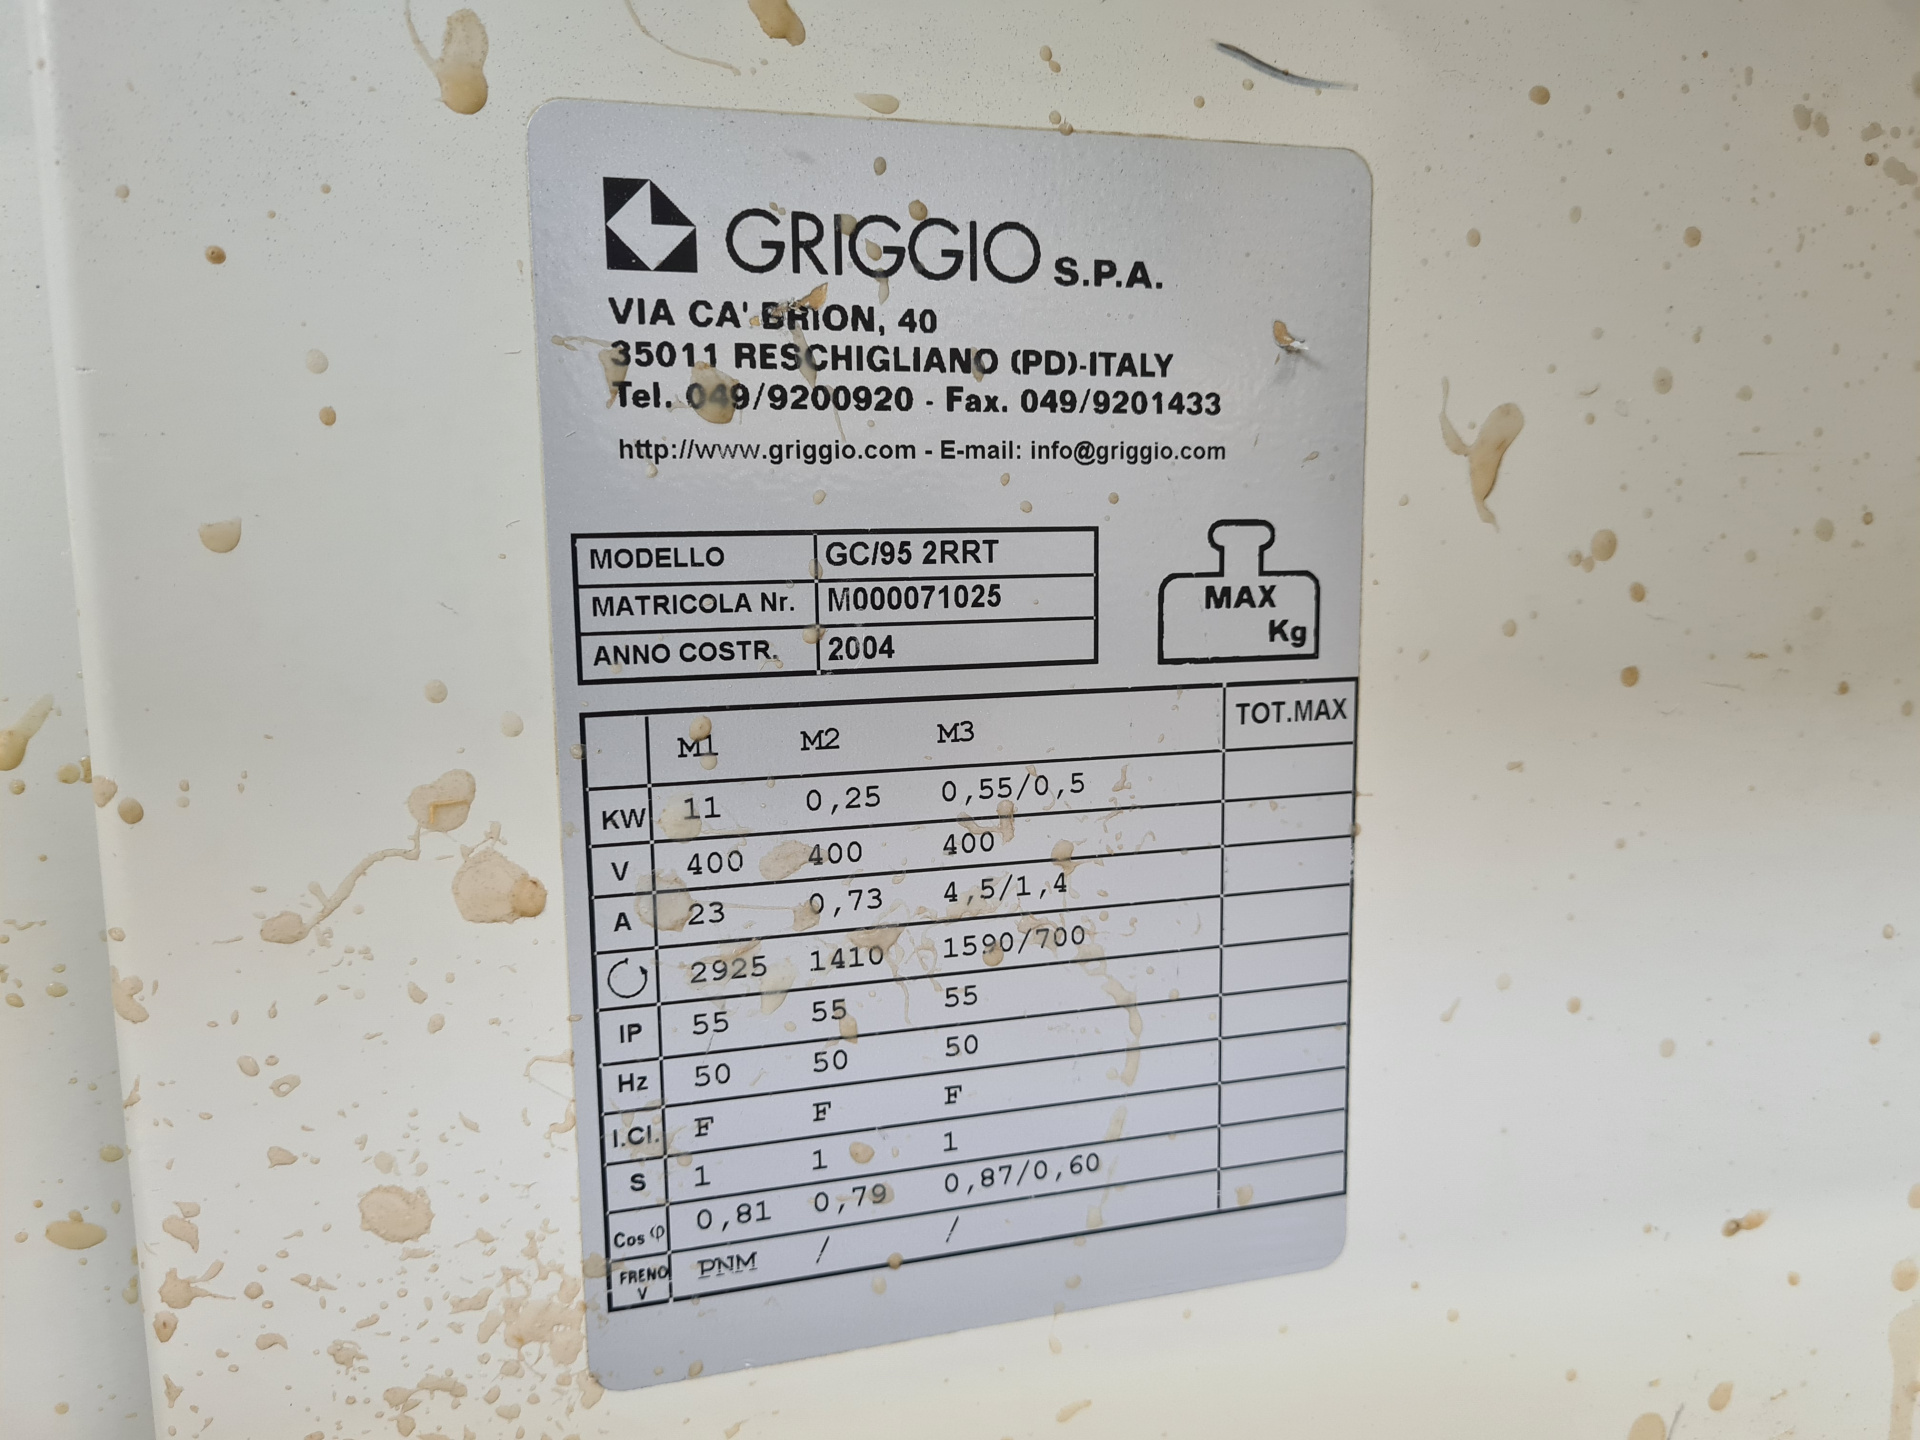 GRIGGIO S.P.A.
VIA CA' BRION, 40
35011 RESCHIGLIANO (PD)-ITALY
Tel. 049/9200920 - Fax. 049/9201433
http://www.griggio.com - E-mail: info@griggio.com
MODELLO GC/95 2RRT
MATRICOLA Nr. M000071025
ANNO COSTR. 2004
MAX
Kg
M1 M2 M3 TOT.MAX
KW 11 0,25 0,55/0,5
V 400 400 400
A 23 0,73 4,5/1,4
2925 1410 1590/700
IP 55 55 55
Hz 50 50 50
I.Cl. F F F
S 1 1 1
Cos φ 0,81 0,79 0,87/0,60
FRENO V PNM / /